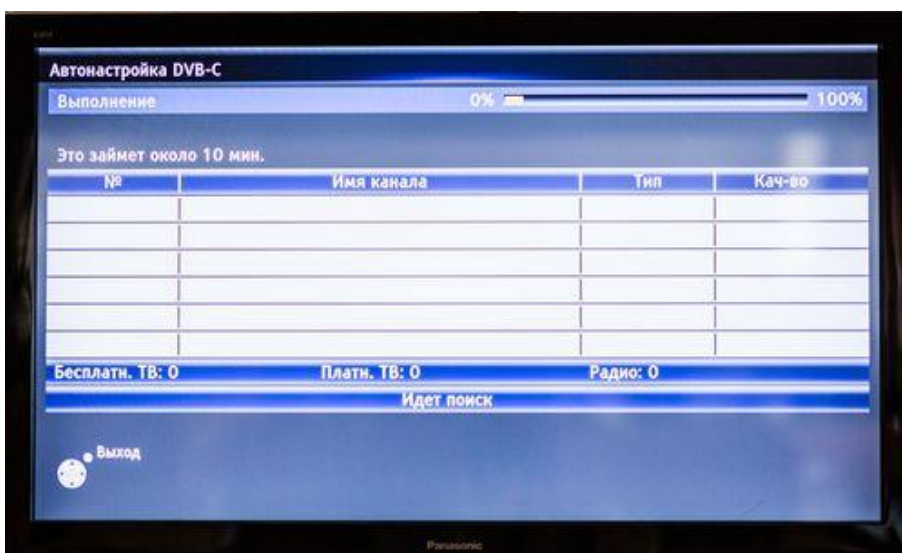 Автонастройка DVB-C
Выполнение 0% 100%
Это займет около 10 мин.
№ Имя канала Тип Кач-во
Бесплатн. ТВ: 0 Платн. ТВ: 0 Радио: 0
Идет поиск
Выход
Panasonic